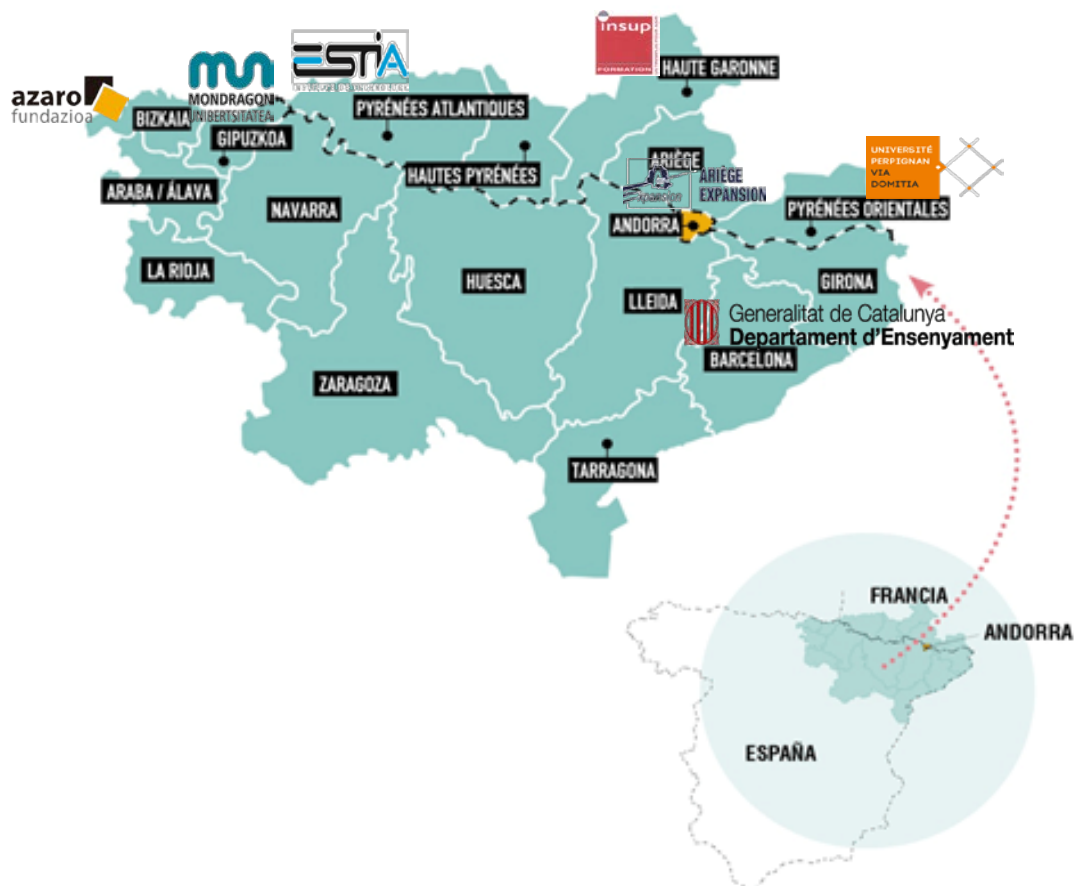 insup
FORMATION
ESTIA
HAUTE GARONNE
azaro
fundazioa
MONDRAGON
UNIBERTSITATEA
BIZKAIA
GIPUZKOA
PYRÉNÉES ATLANTIQUES
HAUTES PYRÉNÉES
ARIÈGE
ARIÈGE
EXPANSION
UNIVERSITÉ
PERPIGNAN
VIA
DOMITIA
ARABA / ÁLAVA
NAVARRA
ANDORRA
PYRÉNÉES ORIENTALES
LA RIOJA
HUESCA
LLEIDA
GIRONA
Generalitat de Catalunya
Departament d'Ensenyament
BARCELONA
ZARAGOZA
TARRAGONA
FRANCIA
ANDORRA
ESPAÑA